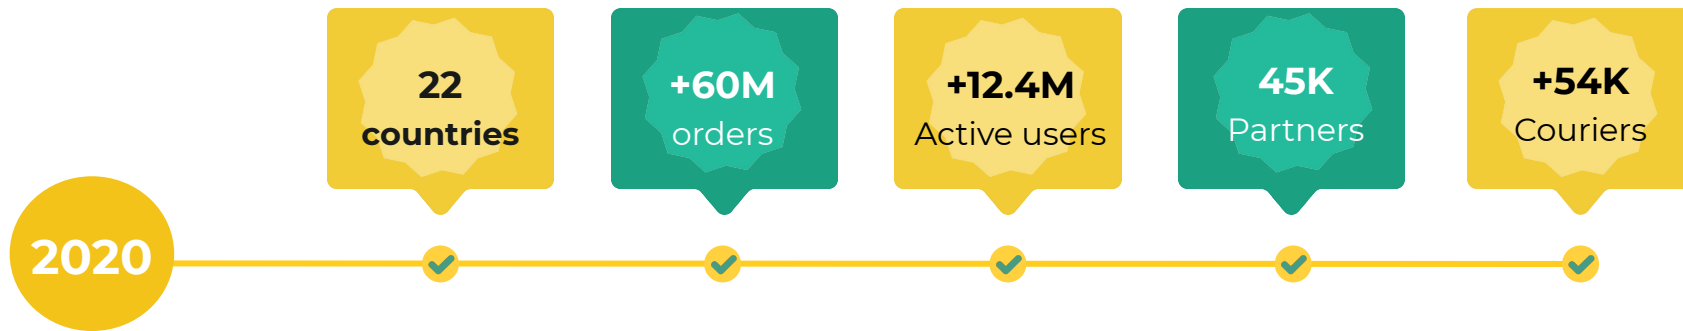 22
countries
+60M
orders
+12.4M
Active users
45K
Partners
+54K
Couriers
2020